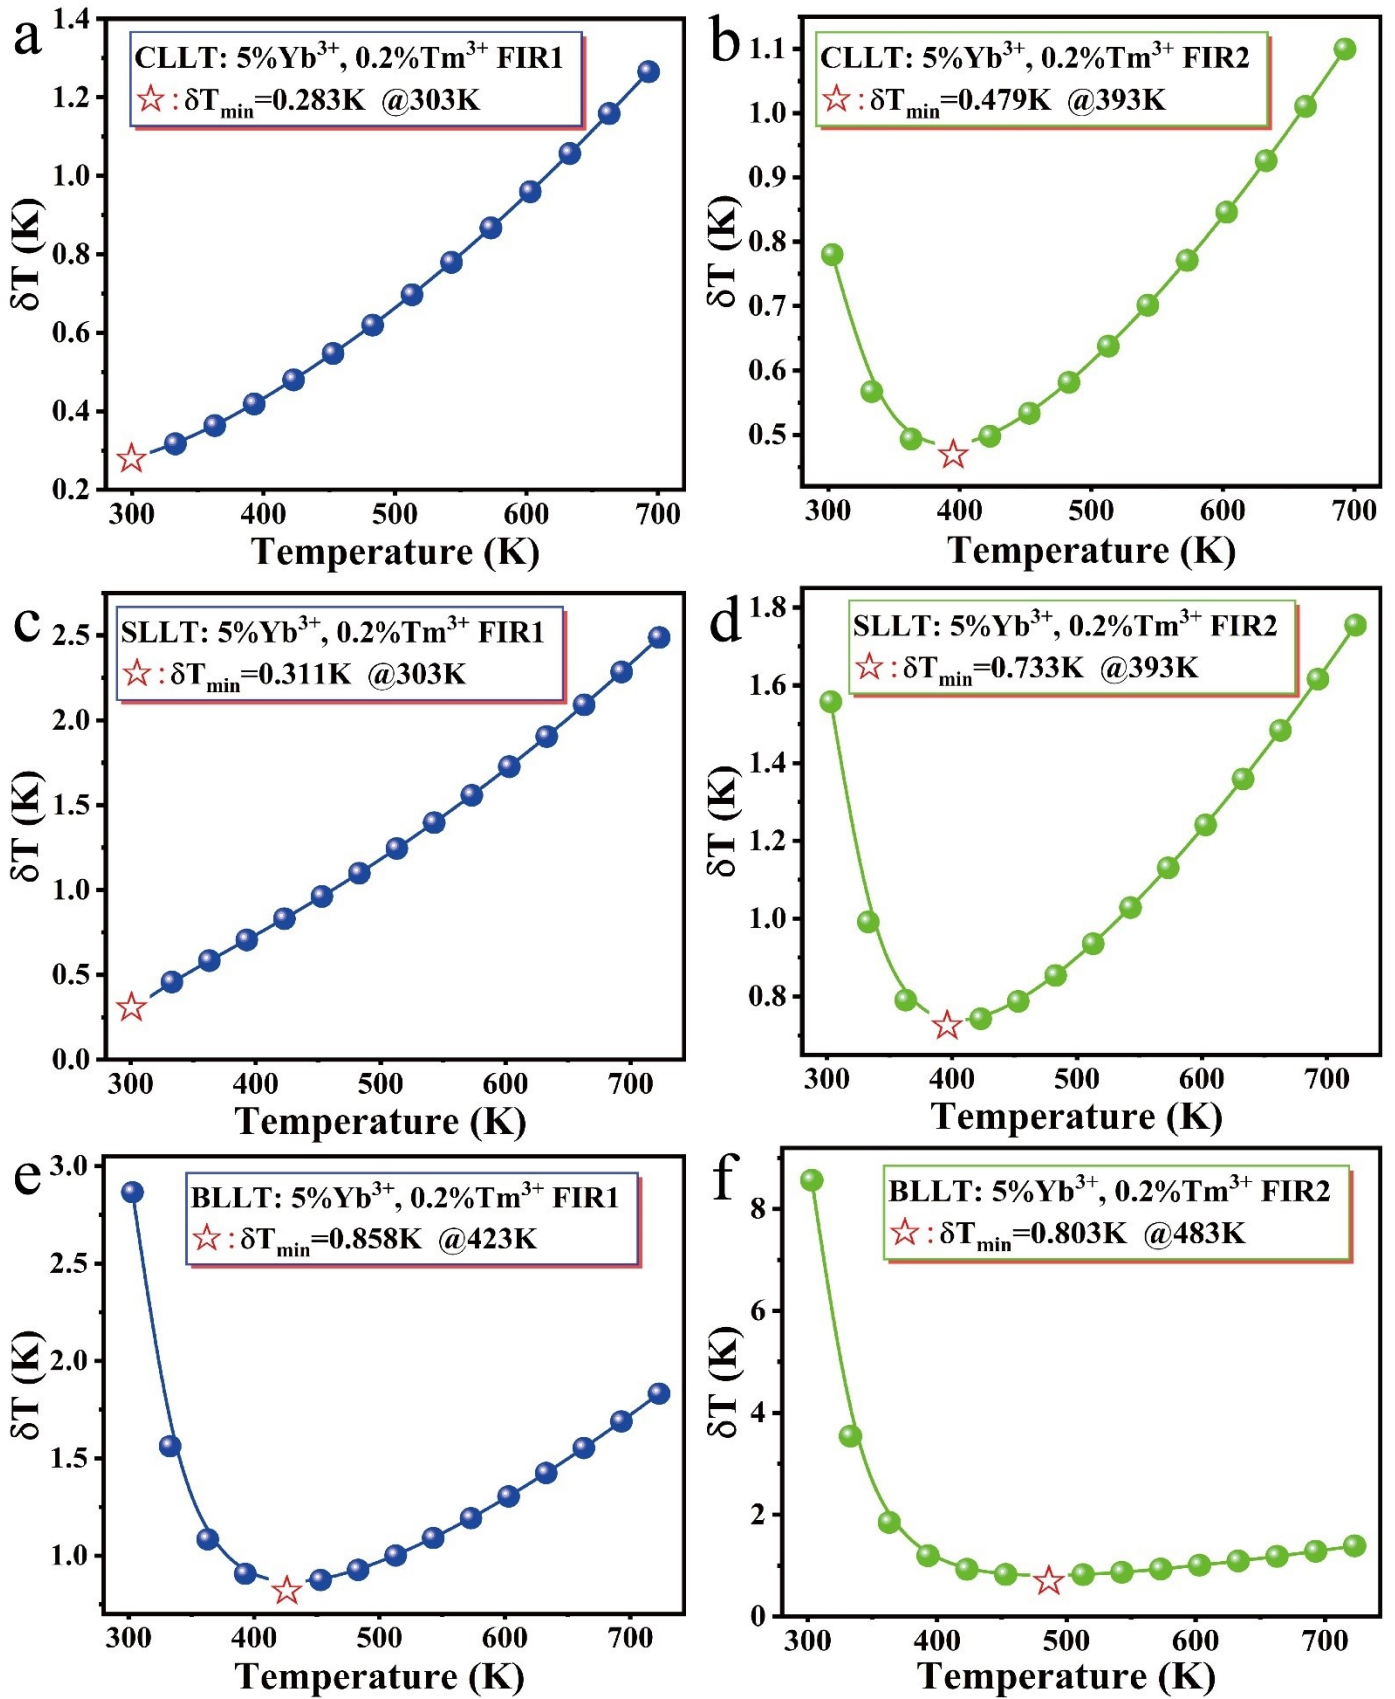 a
CLLT: 5%Yb³⁺, 0.2%Tm³⁺ FIR1
☆: δTmin=0.283K @303K
1.4
1.2
1.0
0.8
0.6
0.4
0.2
δT (K)
300 400 500 600 700
Temperature (K)
b
CLLT: 5%Yb³⁺, 0.2%Tm³⁺ FIR2
☆: δTmin=0.479K @393K
1.1
1.0
0.9
0.8
0.7
0.6
0.5
δT (K)
300 400 500 600 700
Temperature (K)
c
SLLT: 5%Yb³⁺, 0.2%Tm³⁺ FIR1
☆: δTmin=0.311K @303K
2.5
2.0
1.5
1.0
0.5
0.0
δT (K)
300 400 500 600 700
Temperature (K)
d
SLLT: 5%Yb³⁺, 0.2%Tm³⁺ FIR2
☆: δTmin=0.733K @393K
1.8
1.6
1.4
1.2
1.0
0.8
δT (K)
300 400 500 600 700
Temperature (K)
e
BLLT: 5%Yb³⁺, 0.2%Tm³⁺ FIR1
☆: δTmin=0.858K @423K
3.0
2.5
2.0
1.5
1.0
δT (K)
300 400 500 600 700
Temperature (K)
f
BLLT: 5%Yb³⁺, 0.2%Tm³⁺ FIR2
☆: δTmin=0.803K @483K
8
6
4
2
0
δT (K)
300 400 500 600 700
Temperature (K)